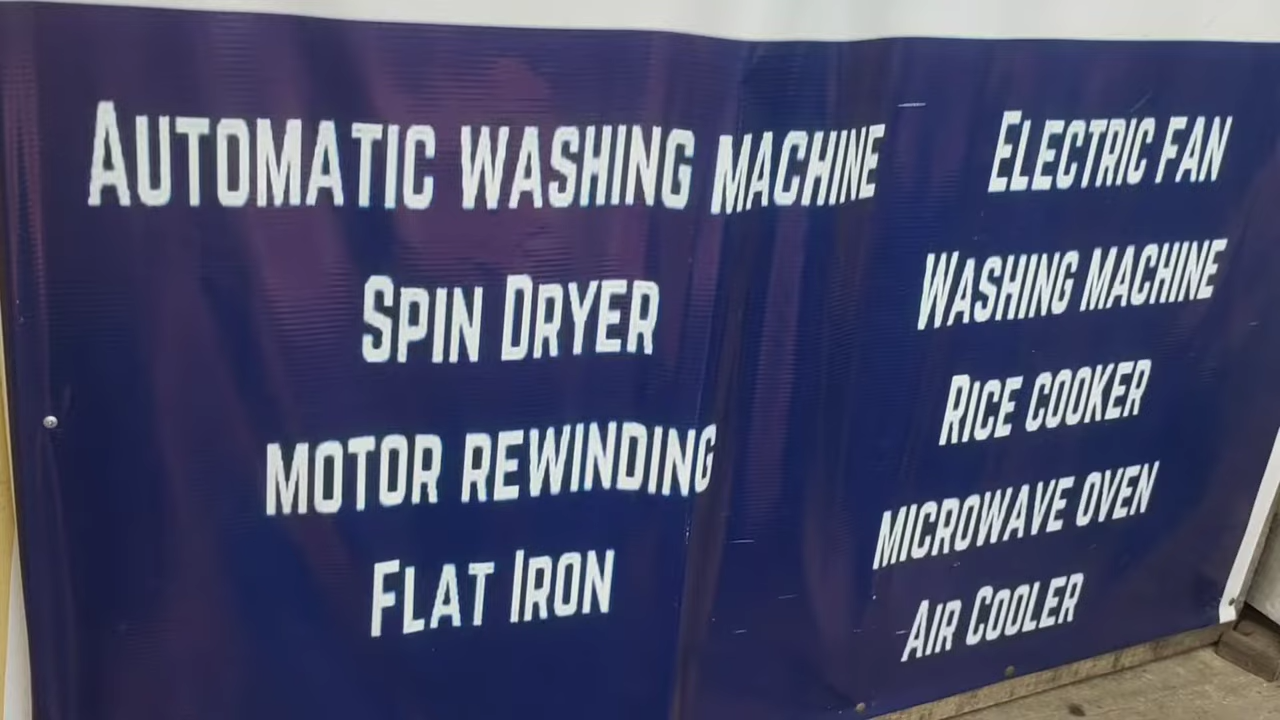 Automatic washing machine
Spin Dryer
motor rewinding
Flat Iron
Electric fan
Washing machine
Rice cooker
microwave oven
Air Cooler